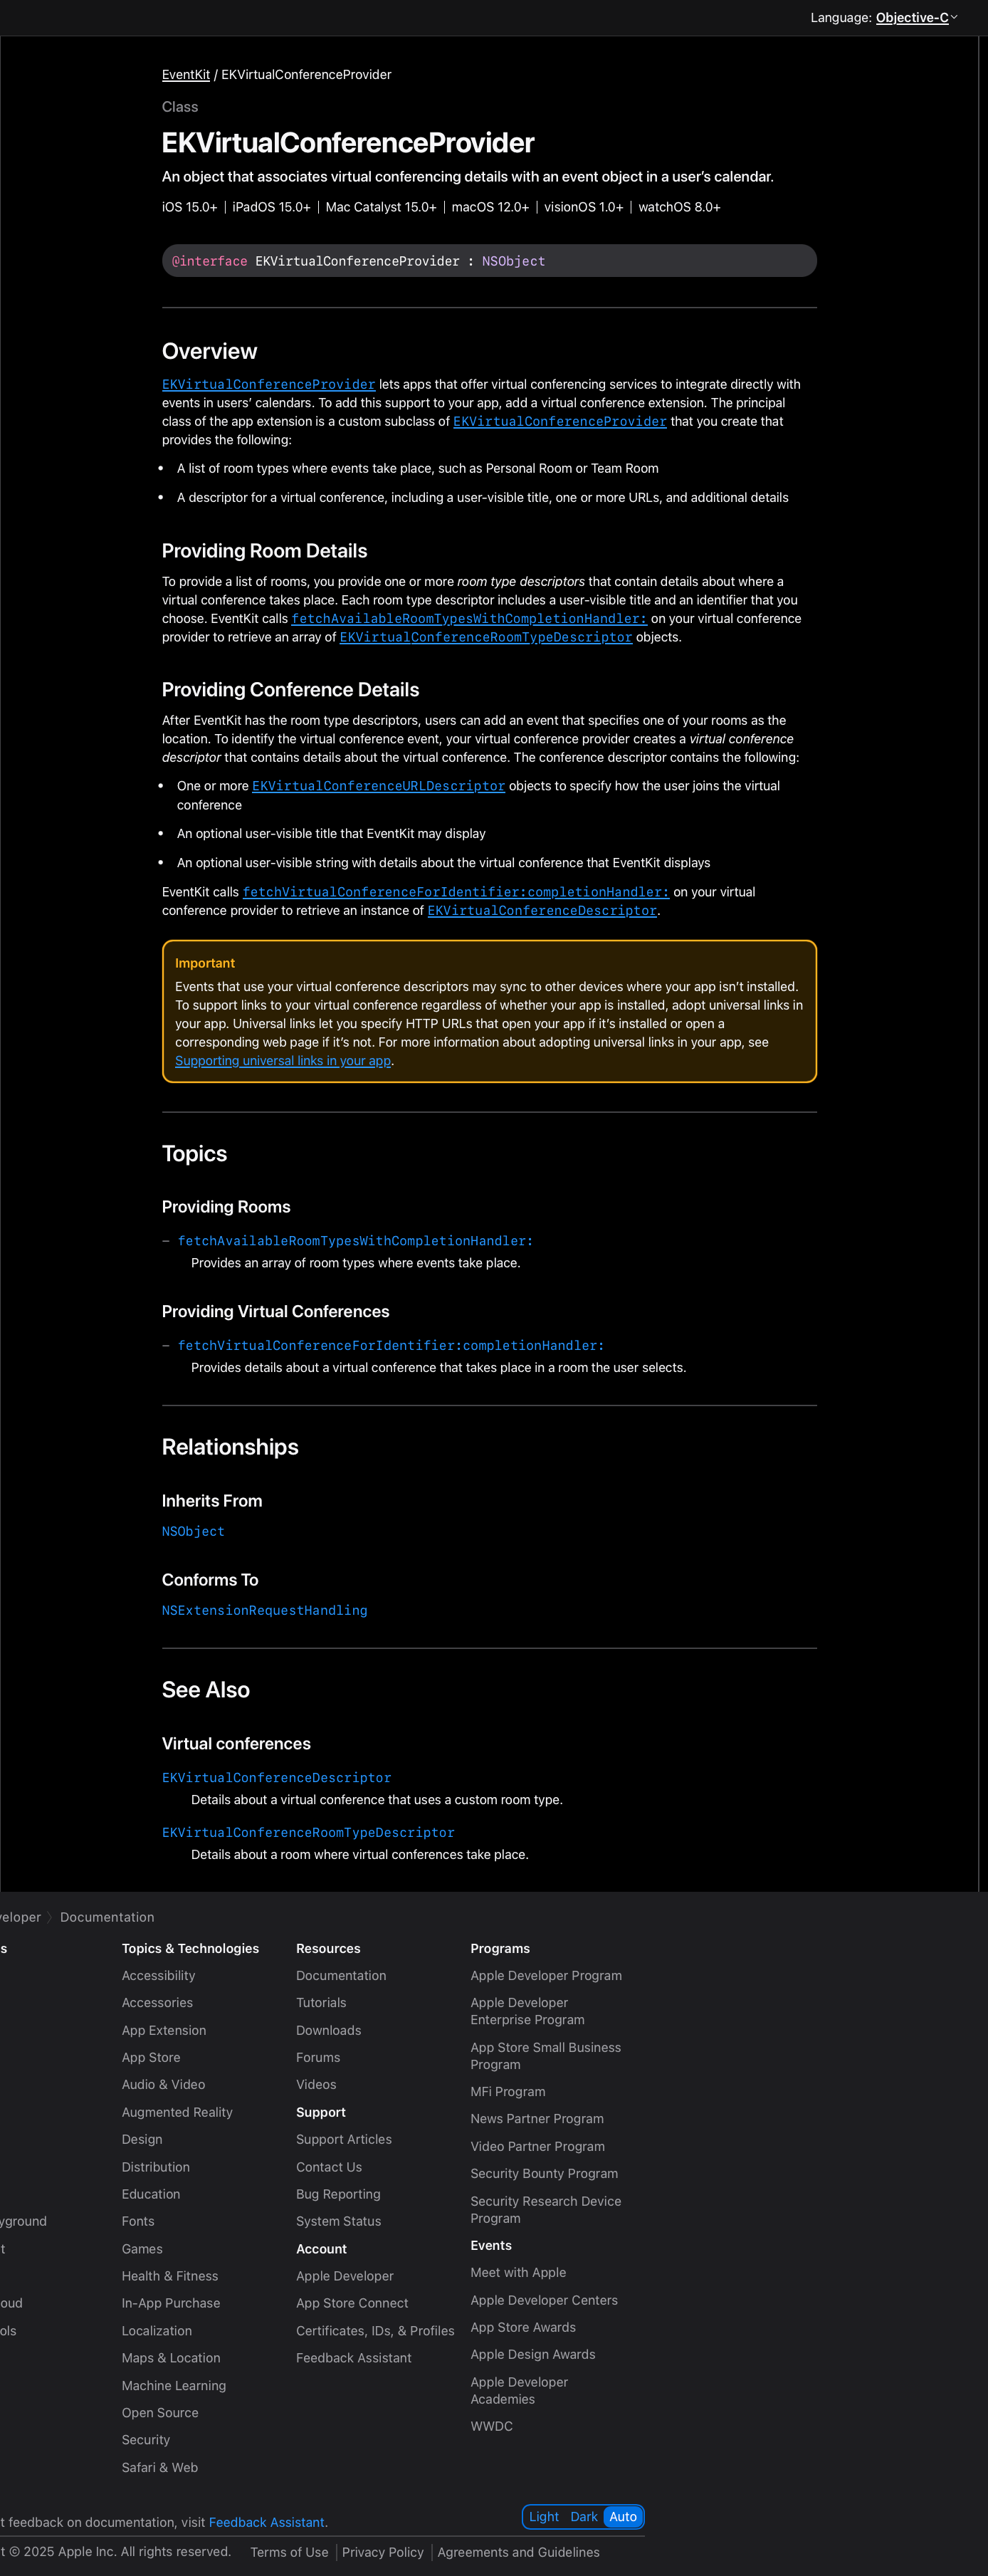 Language: Objective-C
EventKit / EKVirtualConferenceProvider
Class
EKVirtualConferenceProvider
An object that associates virtual conferencing details with an event object in a user’s calendar.
iOS 15.0+ | iPadOS 15.0+ | Mac Catalyst 15.0+ | macOS 12.0+ | visionOS 1.0+ | watchOS 8.0+
@interface EKVirtualConferenceProvider : NSObject
Overview
EKVirtualConferenceProvider lets apps that offer virtual conferencing services to integrate directly with
events in users’ calendars. To add this support to your app, add a virtual conference extension. The principal
class of the app extension is a custom subclass of EKVirtualConferenceProvider that you create that
provides the following:
• A list of room types where events take place, such as Personal Room or Team Room
• A descriptor for a virtual conference, including a user-visible title, one or more URLs, and additional details
Providing Room Details
To provide a list of rooms, you provide one or more room type descriptors that contain details about where a
virtual conference takes place. Each room type descriptor includes a user-visible title and an identifier that you
choose. EventKit calls fetchAvailableRoomTypesWithCompletionHandler: on your virtual conference
provider to retrieve an array of EKVirtualConferenceRoomTypeDescriptor objects.
Providing Conference Details
After EventKit has the room type descriptors, users can add an event that specifies one of your rooms as the
location. To identify the virtual conference event, your virtual conference provider creates a virtual conference
descriptor that contains details about the virtual conference. The conference descriptor contains the following:
• One or more EKVirtualConferenceURLDescriptor objects to specify how the user joins the virtual
conference
• An optional user-visible title that EventKit may display
• An optional user-visible string with details about the virtual conference that EventKit displays
EventKit calls fetchVirtualConferenceForIdentifier:completionHandler: on your virtual
conference provider to retrieve an instance of EKVirtualConferenceDescriptor.
Important
Events that use your virtual conference descriptors may sync to other devices where your app isn’t installed.
To support links to your virtual conference regardless of whether your app is installed, adopt universal links in
your app. Universal links let you specify HTTP URLs that open your app if it’s installed or open a
corresponding web page if it’s not. For more information about adopting universal links in your app, see
Supporting universal links in your app.
Topics
Providing Rooms
– fetchAvailableRoomTypesWithCompletionHandler:
Provides an array of room types where events take place.
Providing Virtual Conferences
– fetchVirtualConferenceForIdentifier:completionHandler:
Provides details about a virtual conference that takes place in a room the user selects.
Relationships
Inherits From
NSObject
Conforms To
NSExtensionRequestHandling
See Also
Virtual conferences
EKVirtualConferenceDescriptor
Details about a virtual conference that uses a custom room type.
EKVirtualConferenceRoomTypeDescriptor
Details about a room where virtual conferences take place.
veloper Documentation
s
yground
t
oud
ols
Topics & Technologies
Accessibility
Accessories
App Extension
App Store
Audio & Video
Augmented Reality
Design
Distribution
Education
Fonts
Games
Health & Fitness
In-App Purchase
Localization
Maps & Location
Machine Learning
Open Source
Security
Safari & Web
Resources
Documentation
Tutorials
Downloads
Forums
Videos
Support
Support Articles
Contact Us
Bug Reporting
System Status
Account
Apple Developer
App Store Connect
Certificates, IDs, & Profiles
Feedback Assistant
Programs
Apple Developer Program
Apple Developer
Enterprise Program
App Store Small Business
Program
MFi Program
News Partner Program
Video Partner Program
Security Bounty Program
Security Research Device
Program
Events
Meet with Apple
Apple Developer Centers
App Store Awards
Apple Design Awards
Apple Developer
Academies
WWDC
t feedback on documentation, visit Feedback Assistant.
Light Dark Auto
t © 2025 Apple Inc. All rights reserved. Terms of Use | Privacy Policy | Agreements and Guidelines